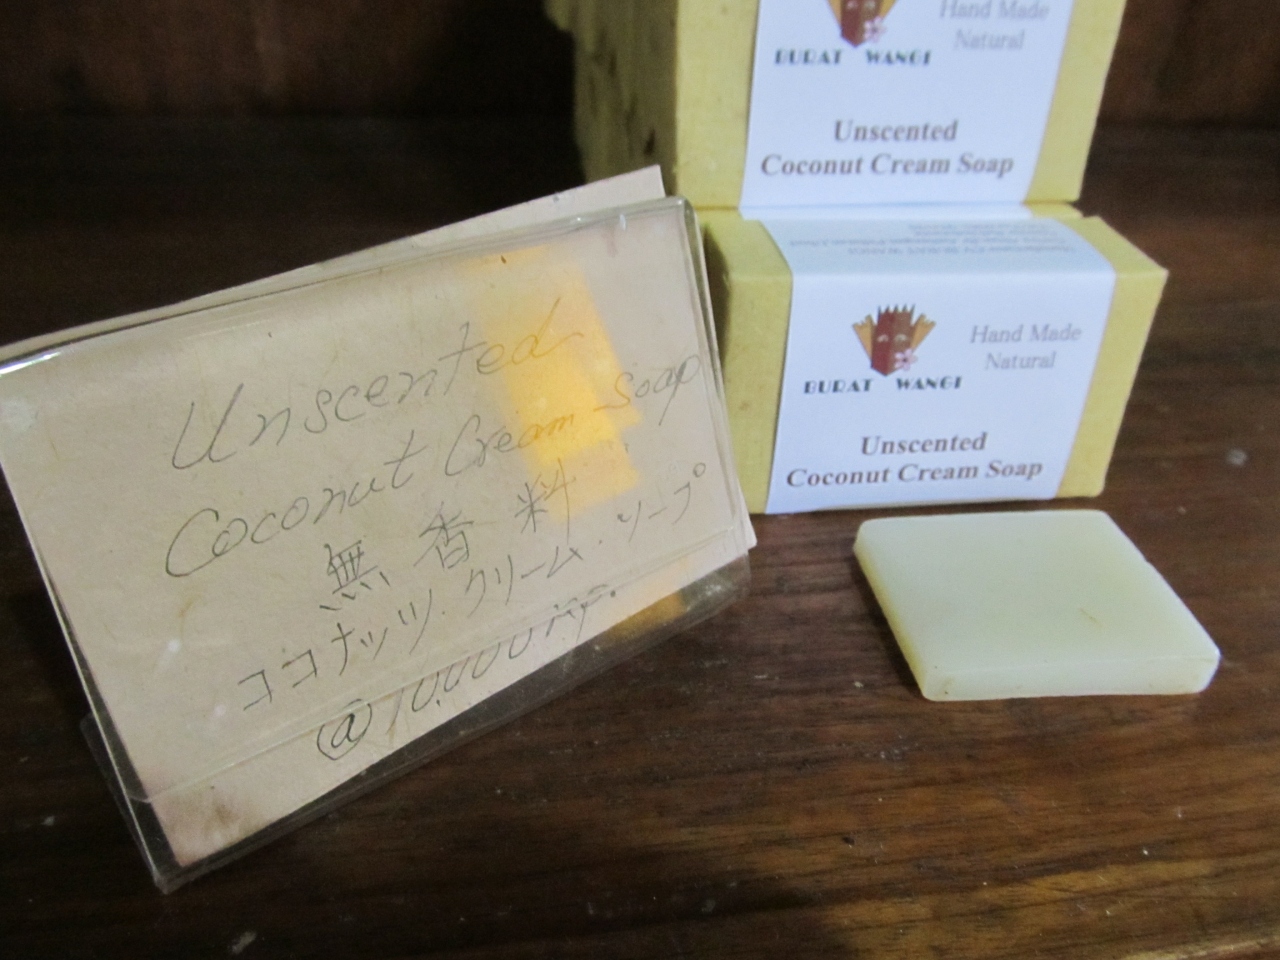 Unscented
Coconut Cream Soap
無香料
ココナッツ・クリーム・ソープ
@ 10.000 Rp.
Hand Made
Natural
BURAT WANGI
Unscented
Coconut Cream Soap
Hand Made
Natural
BURAT WANGI
Unscented
Coconut Cream Soap